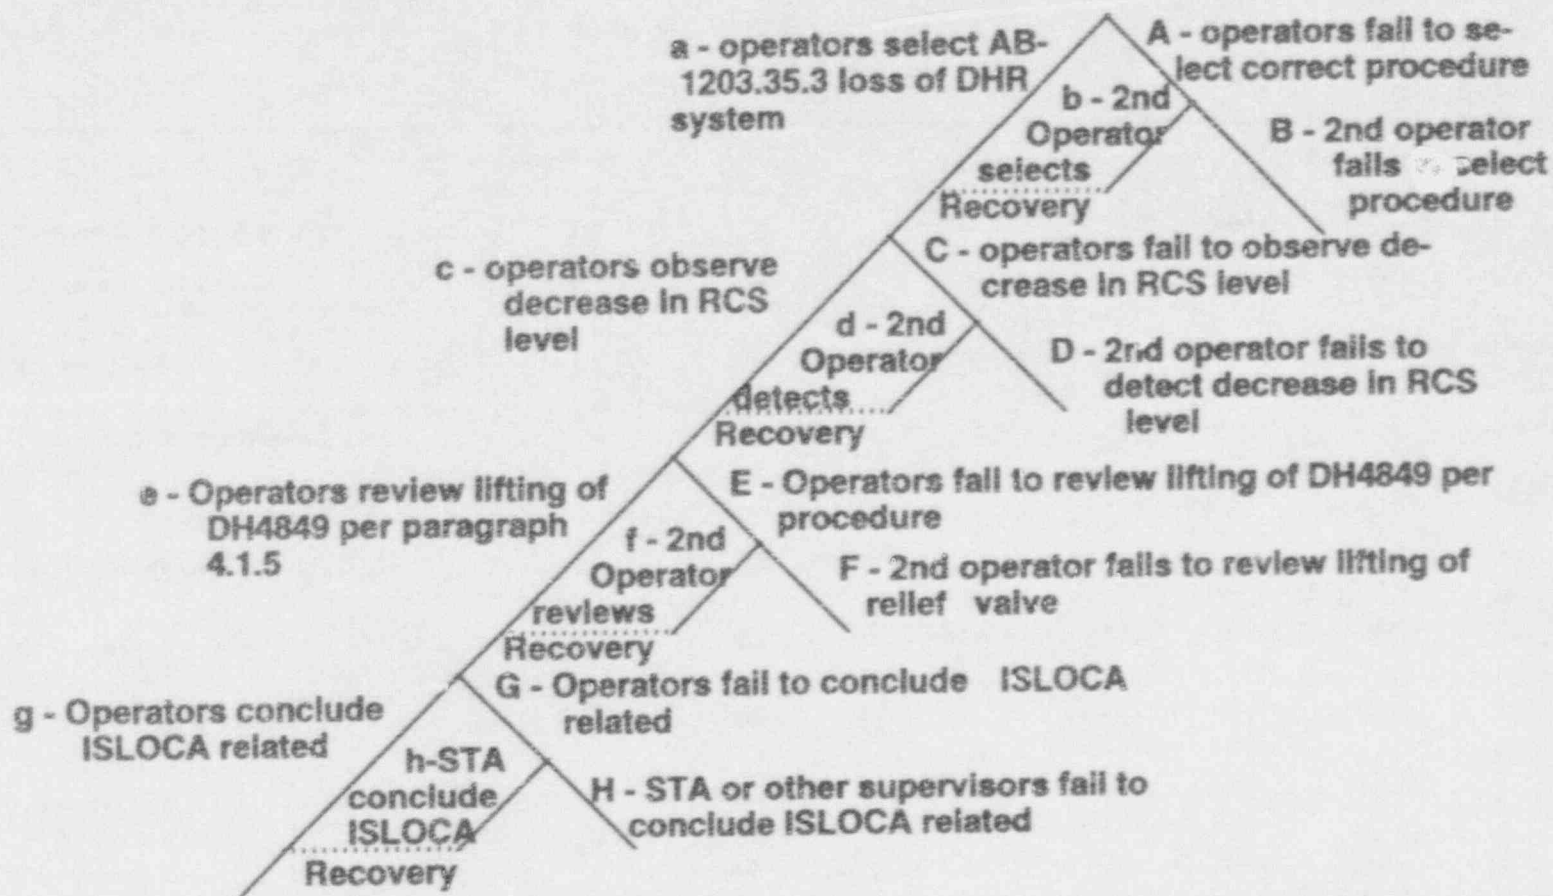 a - operators select AB-
1203.35.3 loss of DHR
system
A - operators fail to se-
lect correct procedure
b - 2nd
Operator
selects
Recovery
B - 2nd operator
fails select
procedure
c - operators observe
decrease in RCS
level
C - operators fail to observe de-
crease in RCS level
d - 2nd
Operator
detects
Recovery
D - 2nd operator fails to
detect decrease in RCS
level
e - Operators review lifting of
DH4849 per paragraph
4.1.5
E - Operators fail to review lifting of DH4849 per
procedure
f - 2nd
Operator
reviews
Recovery
F - 2nd operator fails to review lifting of
relief valve
g - Operators conclude
ISLOCA related
G - Operators fail to conclude ISLOCA
related
h-STA
conclude
ISLOCA
Recovery
H - STA or other supervisors fail to
conclude ISLOCA related